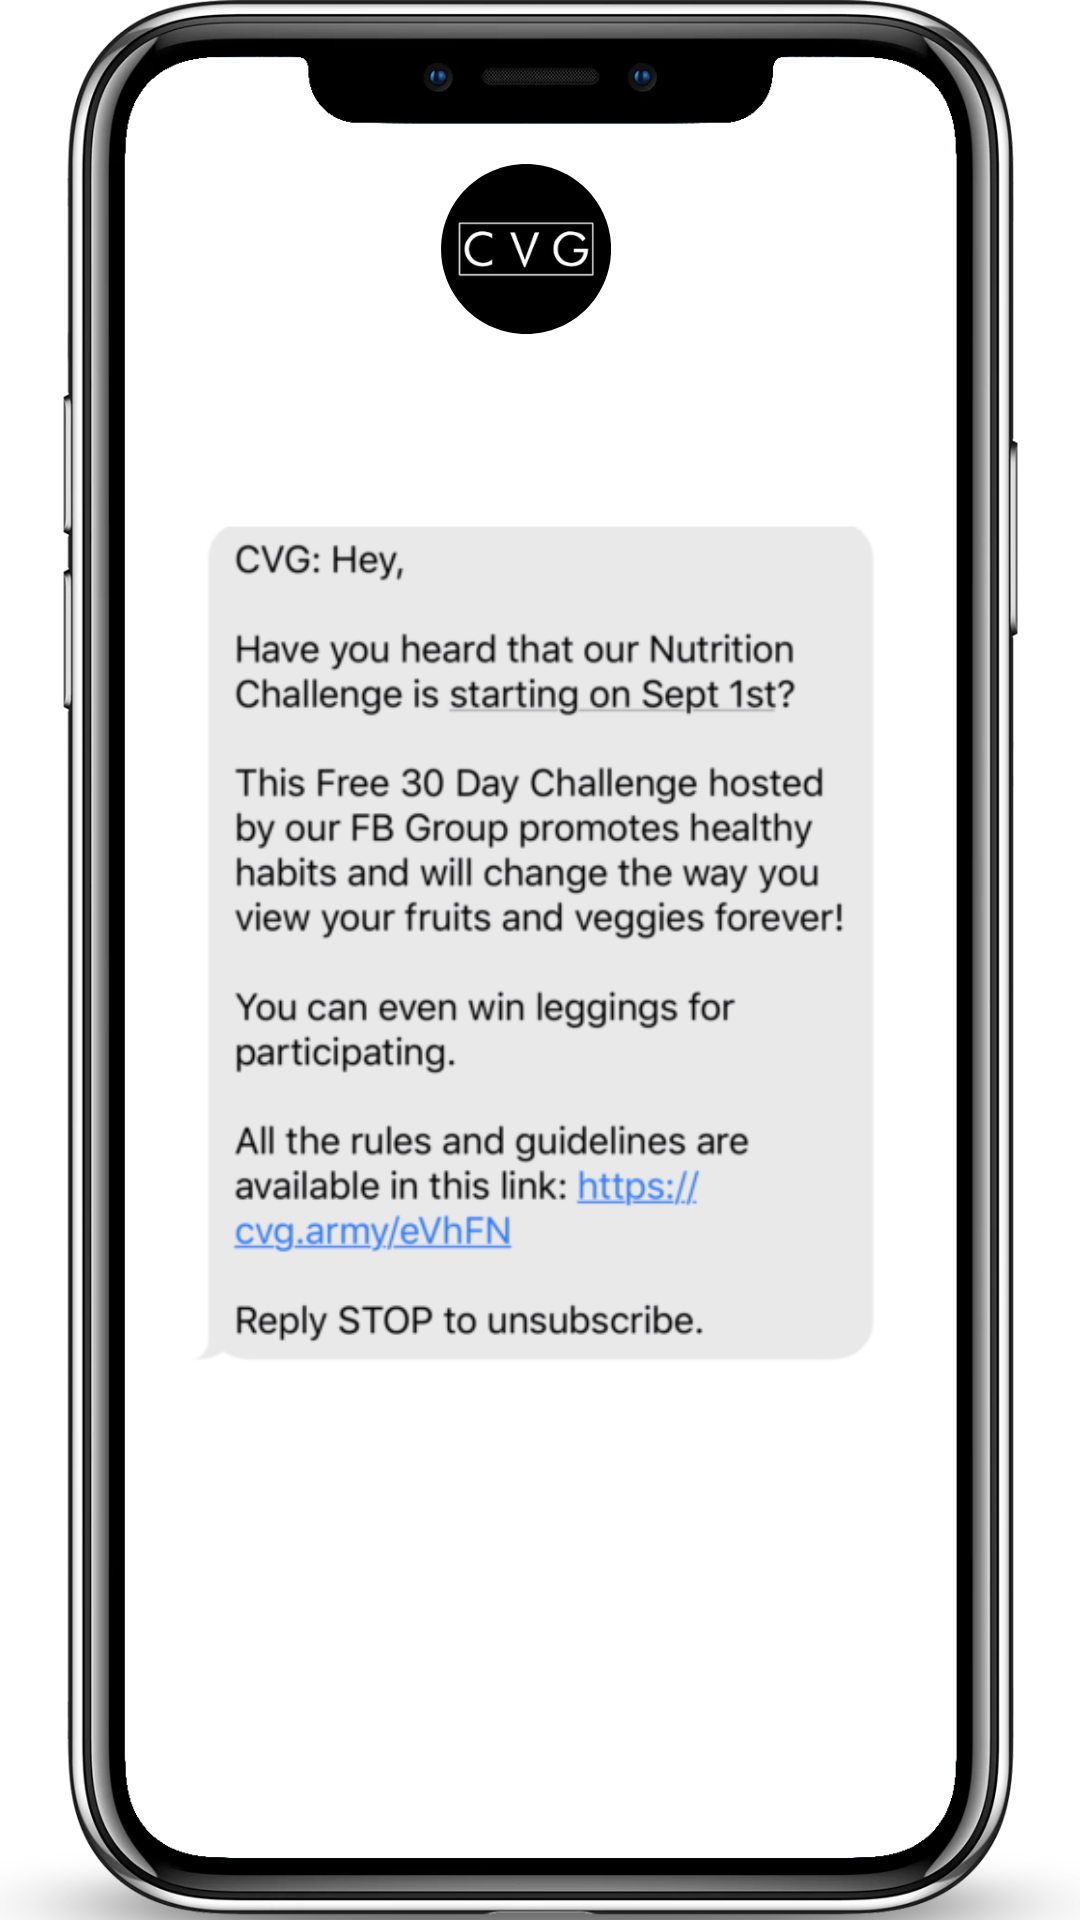 CVG
CVG: Hey,
Have you heard that our Nutrition
Challenge is starting on Sept 1st?
This Free 30 Day Challenge hosted
by our FB Group promotes healthy
habits and will change the way you
view your fruits and veggies forever!
You can even win leggings for
participating.
All the rules and guidelines are
available in this link: https://
cvg.army/eVhFN
Reply STOP to unsubscribe.